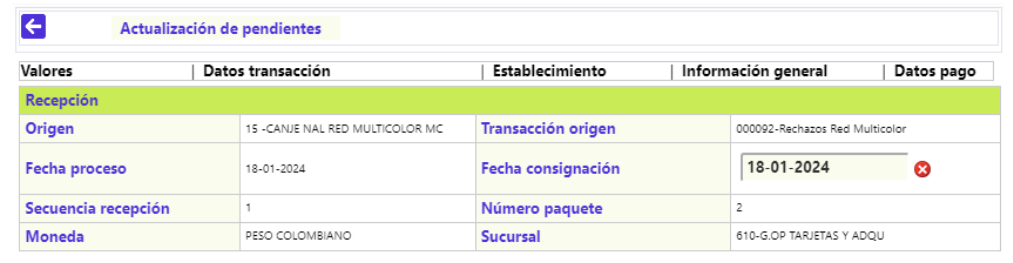 Actualización de pendientes
Valores | Datos transacción | Establecimiento | Información general | Datos pago
Recepción
Origen 15 -CANJE NAL RED MULTICOLOR MC Transacción origen 000092-Rechazos Red Multicolor
Fecha proceso 18-01-2024 Fecha consignación 18-01-2024
Secuencia recepción 1 Número paquete 2
Moneda PESO COLOMBIANO Sucursal 610-G.OP TARJETAS Y ADQU